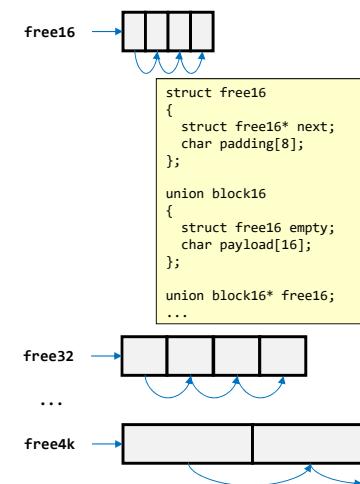 free16
struct free16
{
  struct free16* next;
  char padding[8];
};

union block16
{
  struct free16 empty;
  char payload[16];
};

union block16* free16;
...
free32
...
free4k